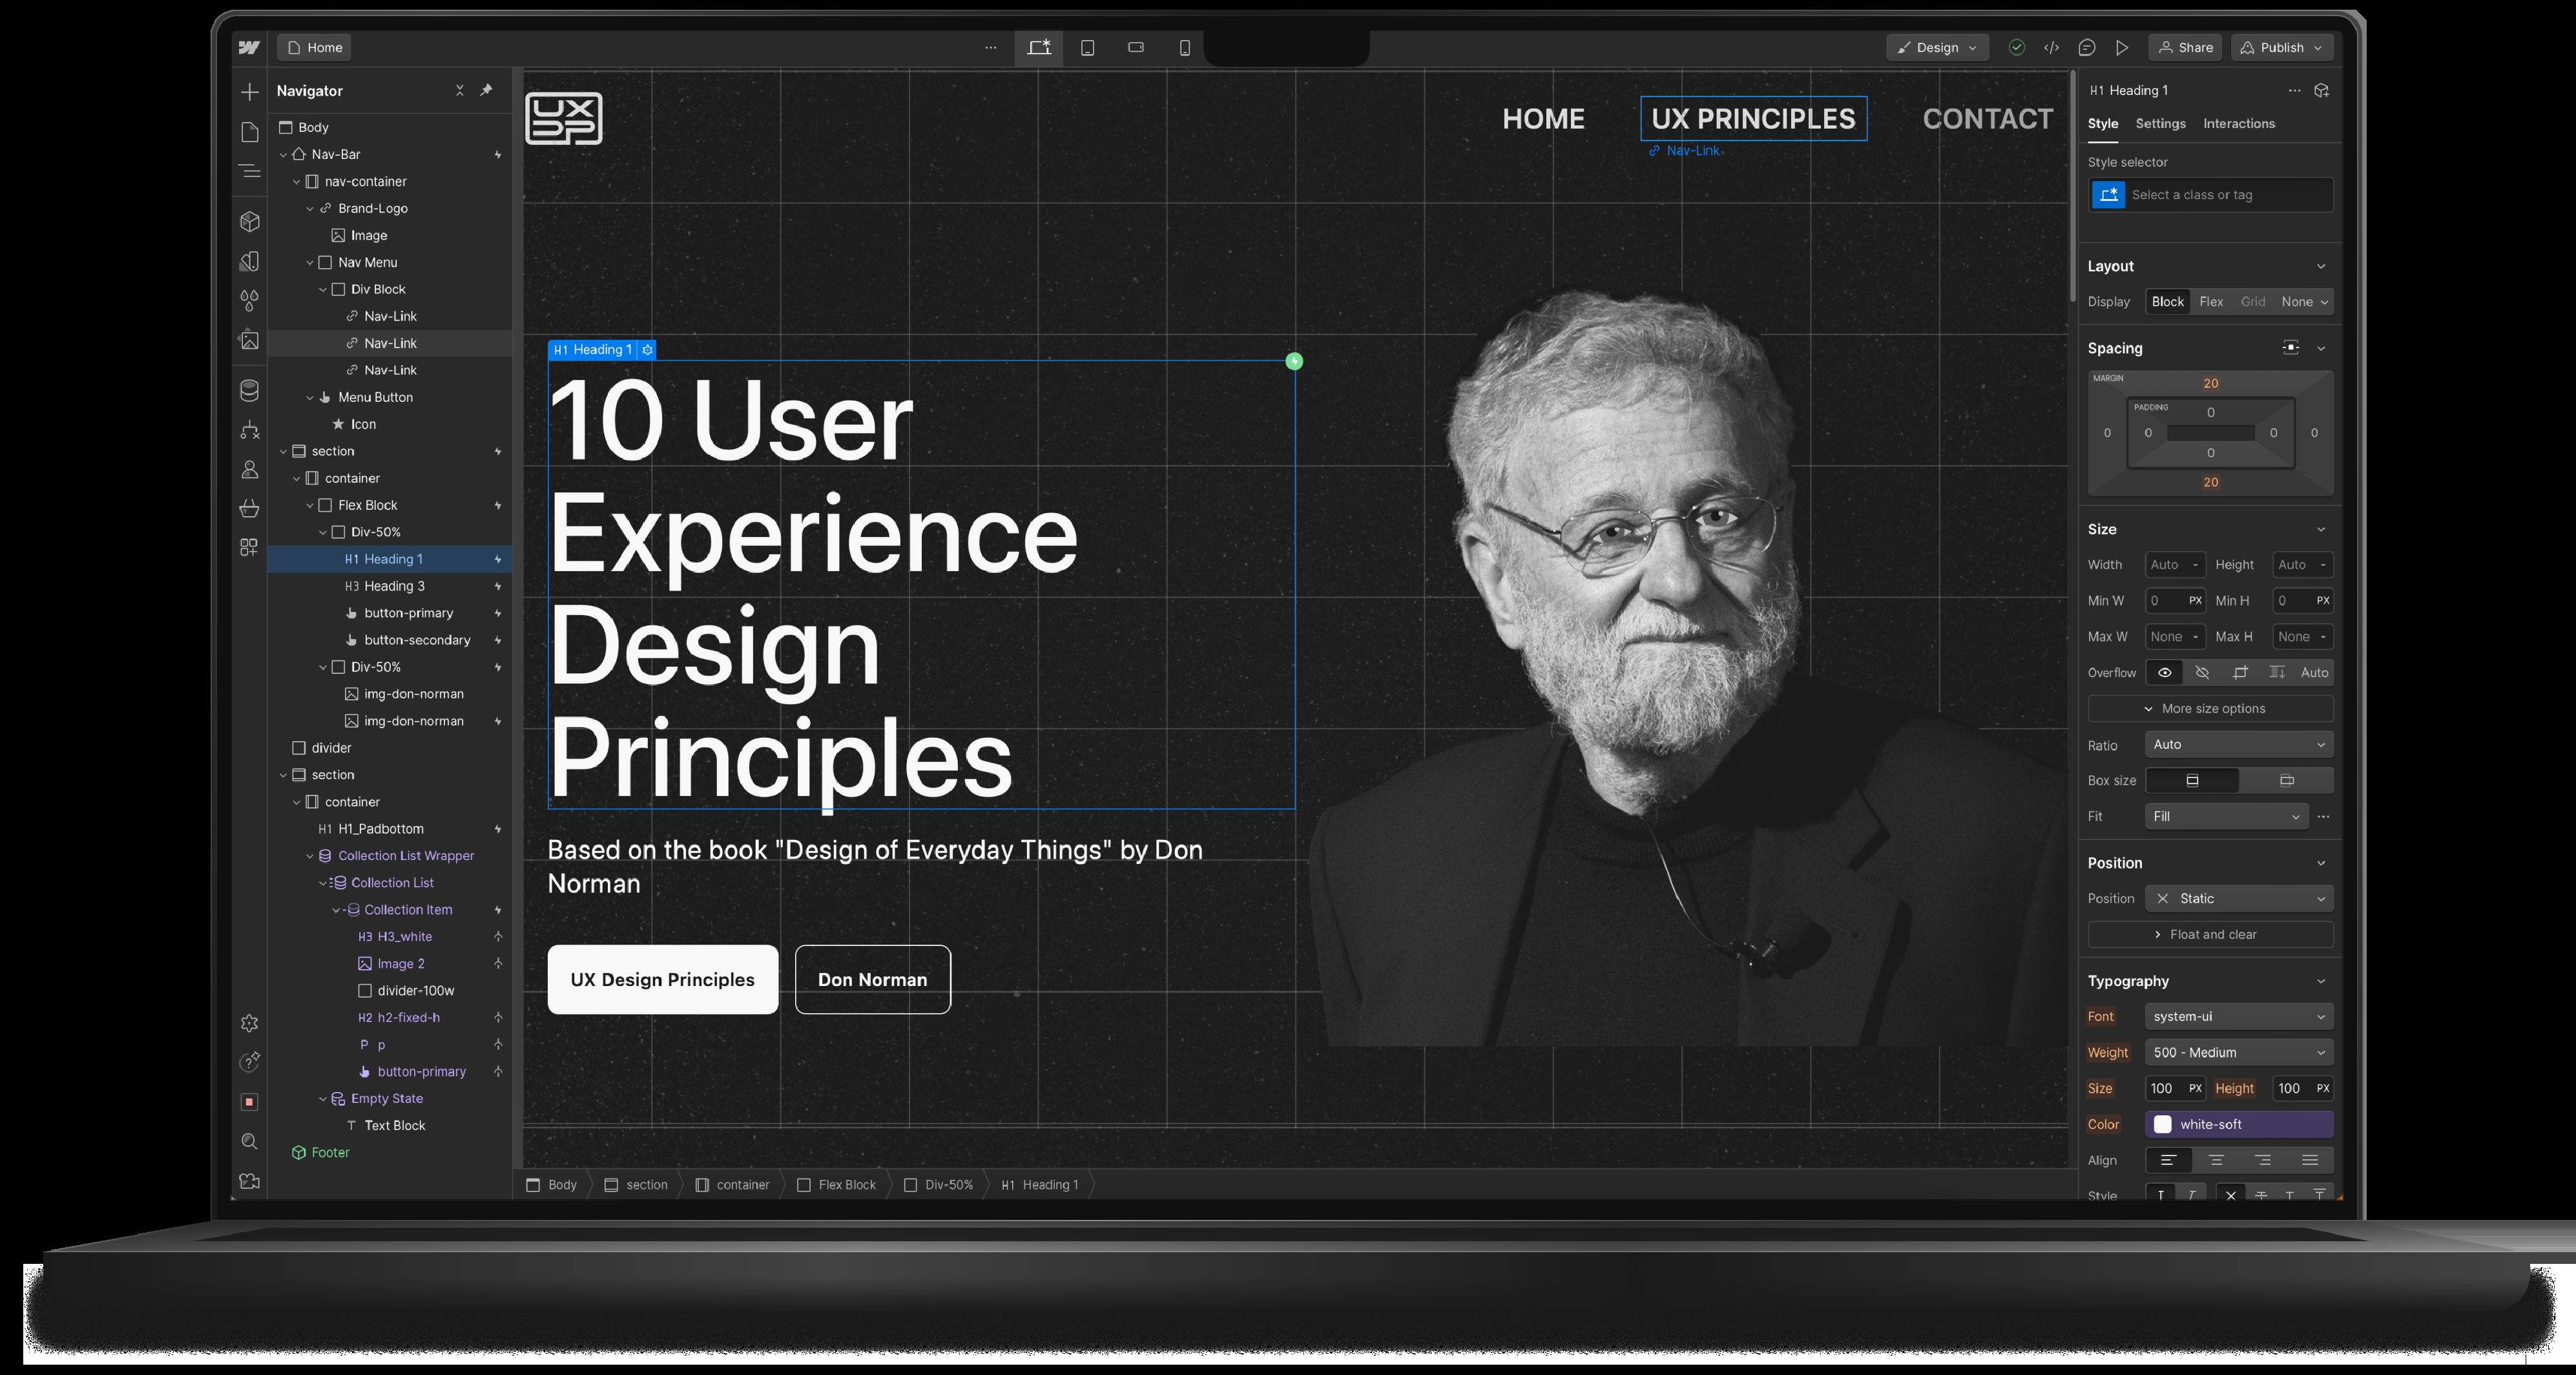 Home
Design
Share
Publish
Navigator
Body
Nav-Bar
nav-container
Brand-Logo
Image
Nav Menu
Div Block
Nav-Link
Nav-Link
Nav-Link
Menu Button
Icon
section
container
Flex Block
Div-50%
H1 Heading 1
H3 Heading 3
button-primary
button-secondary
Div-50%
img-don-norman
img-don-norman
divider
section
container
H1 H1_Padbottom
Collection List Wrapper
Collection List
Collection Item
H3 H3_white
Image 2
divider-100w
H2 h2-fixed-h
P p
button-primary
Empty State
T Text Block
Footer
UX
DP
HOME
UX PRINCIPLES
CONTACT
Nav-Link
H1 Heading 1
10 User
Experience
Design
Principles
Based on the book "Design of Everyday Things" by Don
Norman
UX Design Principles
Don Norman
Body
section
container
Flex Block
Div-50%
H1 Heading 1
H1 Heading 1
Style Settings Interactions
Style selector
Select a class or tag
Layout
Display Block Flex Grid None
Spacing
MARGIN
20
PADDING
0
0 0 0 0
0
20
Size
Width Auto - Height Auto -
Min W 0 PX Min H 0 PX
Max W None - Max H None -
Overflow Auto
More size options
Ratio Auto
Box size
Fit Fill
Position
Position Static
Float and clear
Typography
Font system-ui
Weight 500 - Medium
Size 100 PX Height 100 PX
Color white-soft
Align
Style